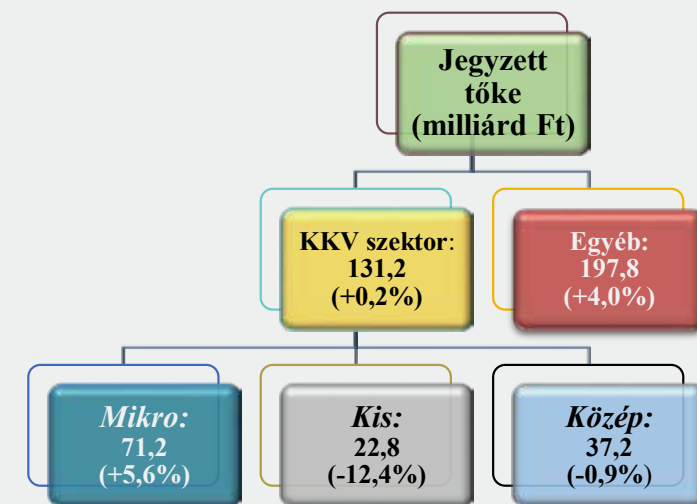 Jegyzett
tőke
(milliárd Ft)
KKV szektor:
131,2
(+0,2%)
Egyéb:
197,8
(+4,0%)
Mikro:
71,2
(+5,6%)
Kis:
22,8
(-12,4%)
Közép:
37,2
(-0,9%)